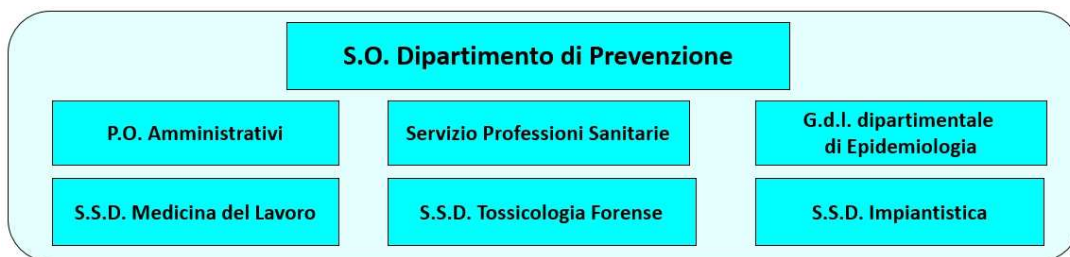 S.O. Dipartimento di Prevenzione
P.O. Amministrativi
Servizio Professioni Sanitarie
G.d.l. dipartimentale
di Epidemiologia
S.S.D. Medicina del Lavoro
S.S.D. Tossicologia Forense
S.S.D. Impiantistica